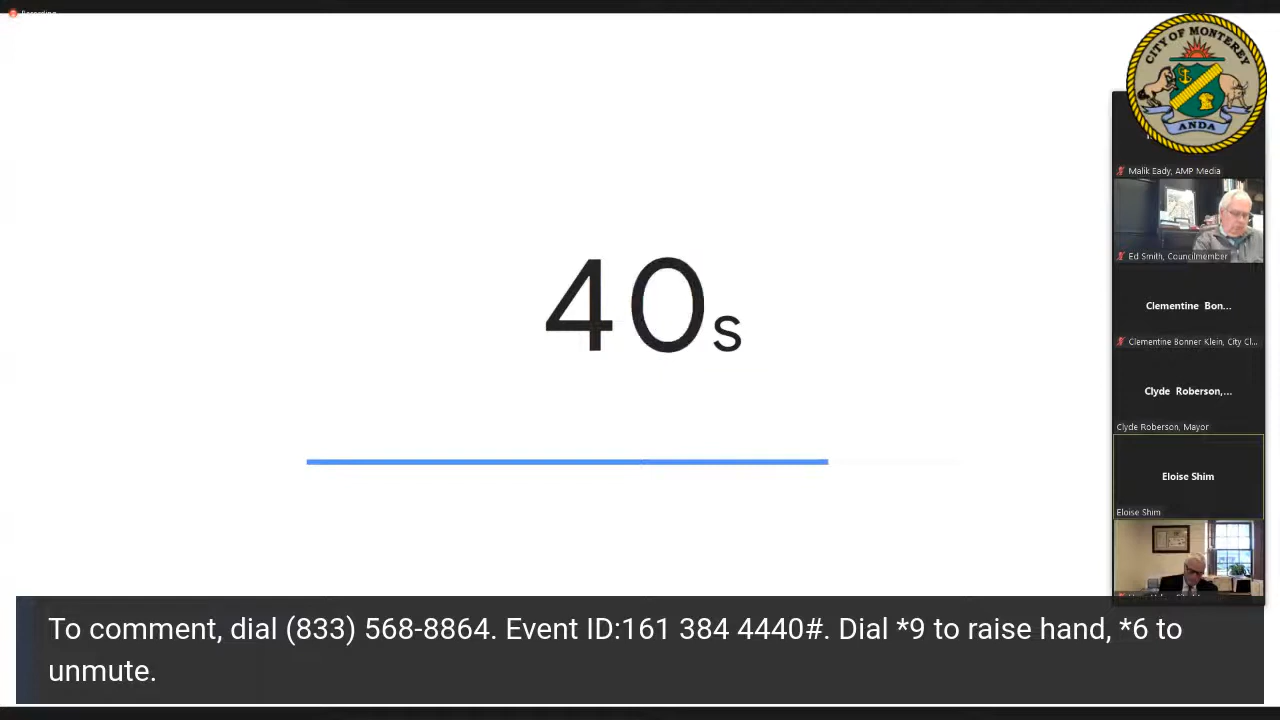 Recording
CITY OF MONTEREY
ANDA
Malik Eady, AMP Media
Ed Smith, Councilmember
Clementine Bon...
Clementine Bonner Klein, City Cl...
Clyde Roberson,...
Clyde Roberson, Mayor
Eloise Shim
Eloise Shim
40s
To comment, dial (833) 568-8864. Event ID:161 384 4440#. Dial *9 to raise hand, *6 to
unmute.